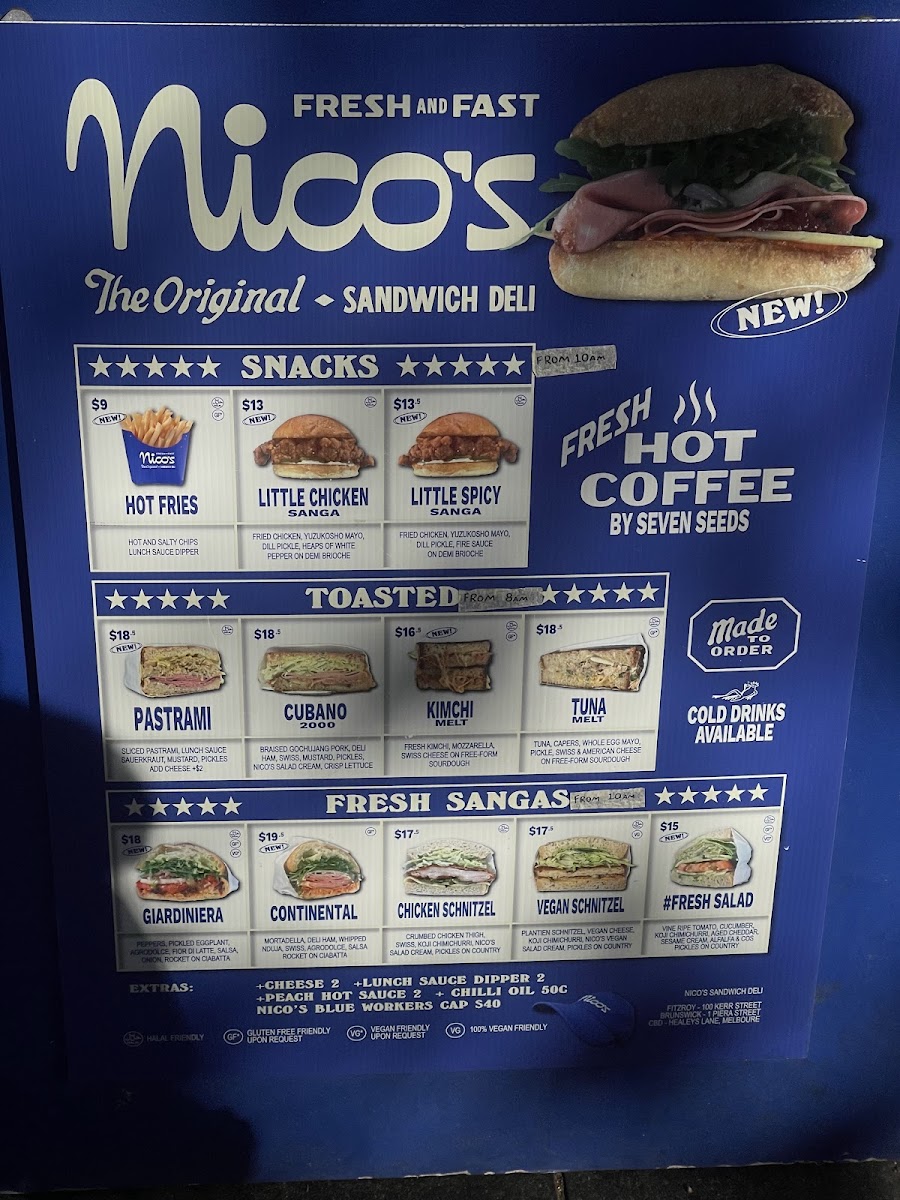 FRESH AND FAST
Nico's
The Original ◆ SANDWICH DELI
NEW!
★★★★★ SNACKS ★★★★★
FROM 10AM
$9
NEW!
HOT FRIES
HOT AND SALTY CHIPS
LUNCH SAUCE DIPPER
$13
NEW!
LITTLE CHICKEN
SANGA
FRIED CHICKEN, YUZUKOSHO MAYO,
DILL PICKLE, HEAPS OF WHITE
PEPPER ON DEMI BRIOCHE
$13.5
NEW!
LITTLE SPICY
SANGA
FRIED CHICKEN, YUZUKOSHO MAYO,
DILL PICKLE, FIRE SAUCE
ON DEMI BRIOCHE
FRESH
HOT
COFFEE
BY SEVEN SEEDS
★★★★★ TOASTED ★★★★★
FROM 8AM
$18.5
NEW!
PASTRAMI
SLICED PASTRAMI, LUNCH SAUCE
SAUERKRAUT, MUSTARD, PICKLES
ADD CHEESE +$2
$18.5
CUBANO
2000
BRAISED GOCHUJANG PORK, DELI
HAM, SWISS, MUSTARD, PICKLES,
NICO'S SALAD CREAM, CRISP LETTUCE
$16.5
NEW!
KIMCHI
MELT
FRESH KIMCHI, MOZZARELLA,
SWISS CHEESE ON FREE-FORM
SOURDOUGH
$18.5
TUNA
MELT
TUNA, CAPERS, WHOLE EGG MAYO,
PICKLE, SWISS & AMERICAN CHEESE
ON FREE-FORM SOURDOUGH
Made
TO
ORDER
COLD DRINKS
AVAILABLE
★★★★★ FRESH SANGAS ★★★★★
FROM 10AM
$18
NEW!
GIARDINIERA
PEPPERS, PICKLED EGGPLANT,
AGRODOLCE, FIOR DI LATTE, SALSA,
ONION, ROCKET ON CIABATTA
$19.5
NEW!
CONTINENTAL
MORTADELLA, DELI HAM, WHIPPED
NDUJA, SWISS, AGRODOLCE, SALSA
ROCKET ON CIABATTA
$17.5
CHICKEN SCHNITZEL
CRUMBED CHICKEN THIGH,
SWISS, KOJI CHIMICHURRI, NICO'S
SALAD CREAM, PICKLES ON COUNTRY
$17.5
VEGAN SCHNITZEL
PLANTIEN SCHNITZEL, VEGAN CHEESE,
KOJI CHIMICHURRI, NICO'S VEGAN
SALAD CREAM, PICKLES ON COUNTRY
$15
NEW!
#FRESH SALAD
VINE RIPE TOMATO, CUCUMBER,
KOJI CHIMICHURRI, AGED CHEDDAR,
SESAME CREAM, ALFALFA & COS
PICKLES ON COUNTRY
EXTRAS:
+CHEESE 2 +LUNCH SAUCE DIPPER 2
+PEACH HOT SAUCE 2 + CHILLI OIL 50C
NICO'S BLUE WORKERS CAP $40
Nico's
NICO'S SANDWICH DELI
FITZROY - 100 KERR STREET
BRUNSWICK - 1 PIERA STREET
CBD - HEALEYS LANE, MELBOURE
HALAL FRIENDLY
GF* GLUTEN FREE FRIENDLY
UPON REQUEST
VG* VEGAN FRIENDLY
UPON REQUEST
VG 100% VEGAN FRIENDLY